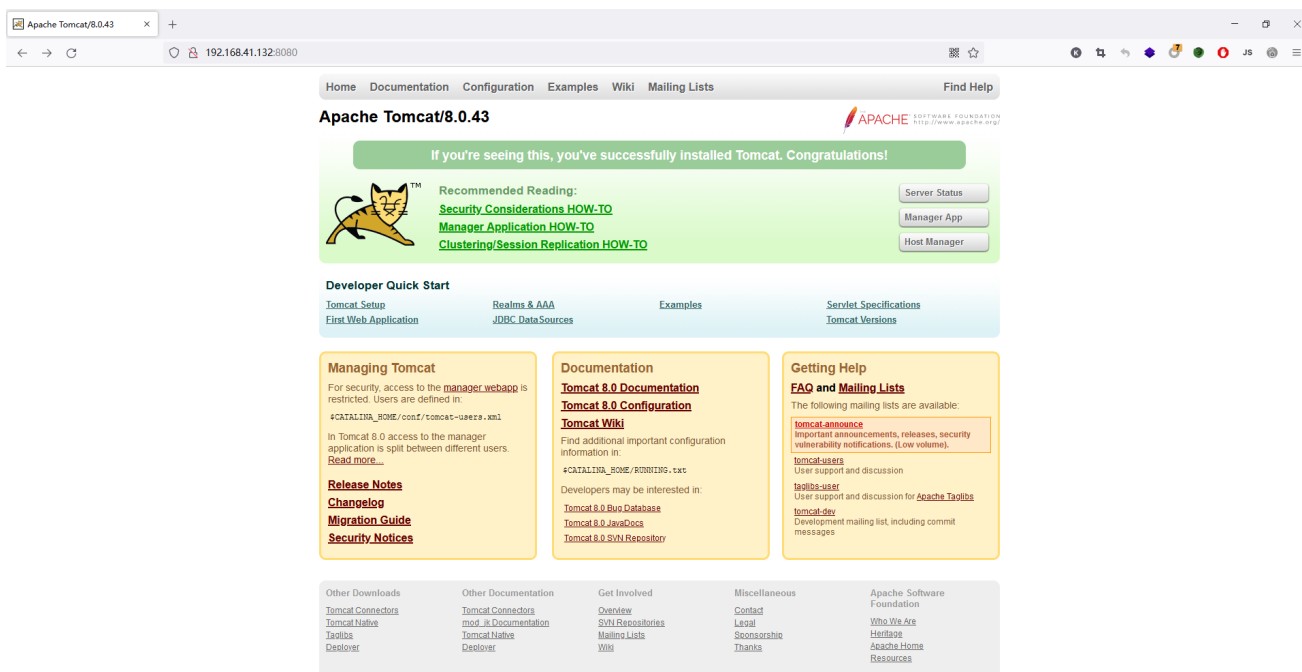 Apache Tomcat/8.0.43
192.168.41.132:8080
7
JS
Home Documentation Configuration Examples Wiki Mailing Lists Find Help
Apache Tomcat/8.0.43
THE
APACHE SOFTWARE FOUNDATION
http://www.apache.org/
If you're seeing this, you've successfully installed Tomcat. Congratulations!
TM
Recommended Reading:
Security Considerations HOW-TO
Manager Application HOW-TO
Clustering/Session Replication HOW-TO
Server Status
Manager App
Host Manager
Developer Quick Start
Tomcat Setup
First Web Application
Realms & AAA
JDBC DataSources
Examples
Servlet Specifications
Tomcat Versions
Managing Tomcat
For security, access to the manager webapp is
restricted. Users are defined in:
$CATALINA_HOME/conf/tomcat-users.xml
In Tomcat 8.0 access to the manager
application is split between different users.
Read more...
Release Notes
Changelog
Migration Guide
Security Notices
Documentation
Tomcat 8.0 Documentation
Tomcat 8.0 Configuration
Tomcat Wiki
Find additional important configuration
information in:
$CATALINA_HOME/RUNNING.txt
Developers may be interested in:
Tomcat 8.0 Bug Database
Tomcat 8.0 JavaDocs
Tomcat 8.0 SVN Repository
Getting Help
FAQ and Mailing Lists
The following mailing lists are available:
tomcat-announce
Important announcements, releases, security
vulnerability notifications. (Low volume).
tomcat-users
User support and discussion
taglibs-user
User support and discussion for Apache Taglibs
tomcat-dev
Development mailing list, including commit
messages
Other Downloads
Tomcat Connectors
Tomcat Native
Taglibs
Deployer
Other Documentation
Tomcat Connectors
mod_jk Documentation
Tomcat Native
Deployer
Get Involved
Overview
SVN Repositories
Mailing Lists
Wiki
Miscellaneous
Contact
Legal
Sponsorship
Thanks
Apache Software
Foundation
Who We Are
Heritage
Apache Home
Resources